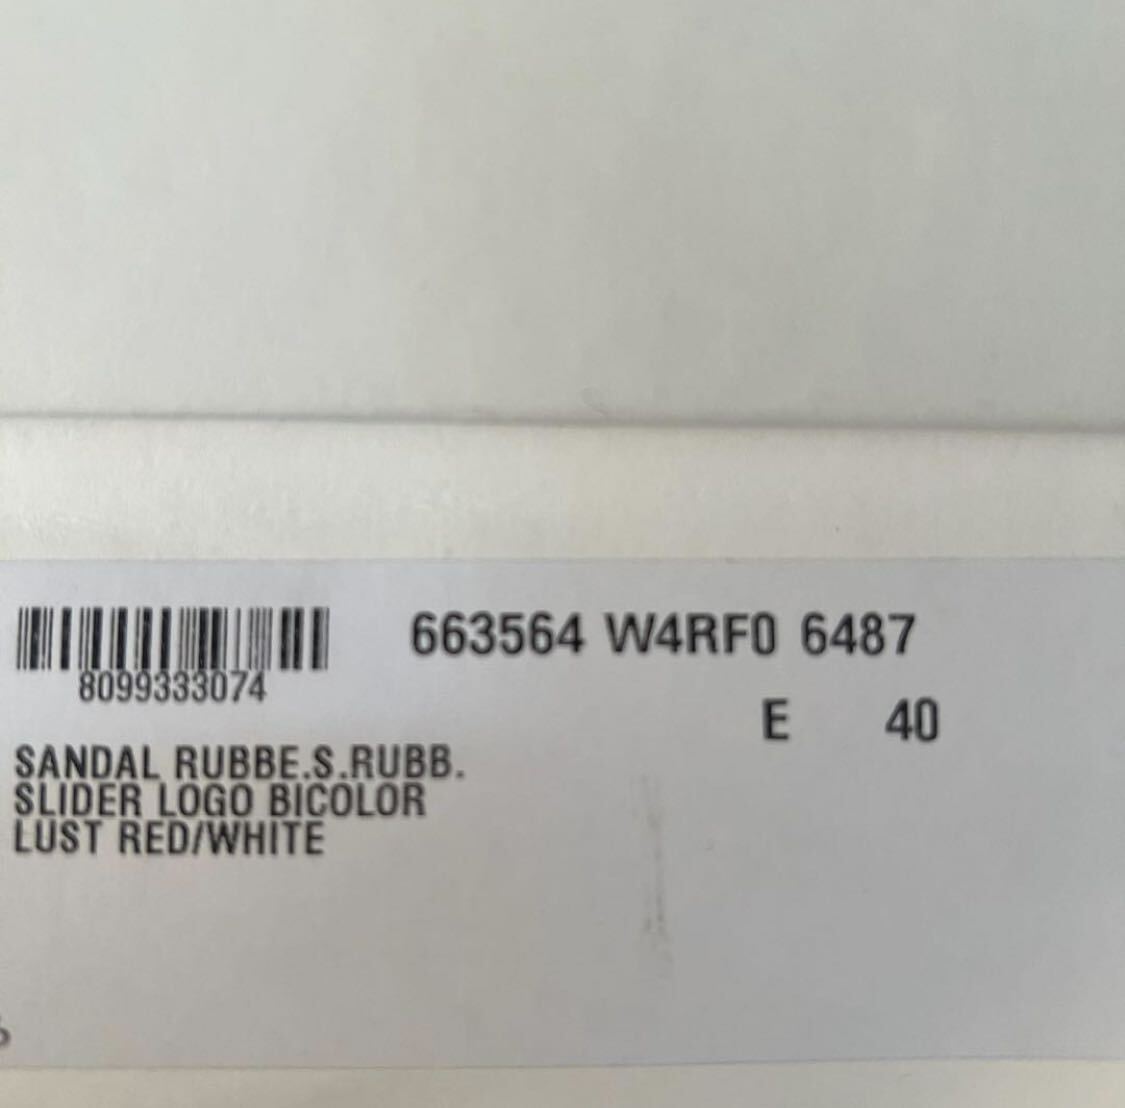 663564 W4RF0 6487
8099333074
E 40
SANDAL RUBBE.S.RUBB.
SLIDER LOGO BICOLOR
LUST RED/WHITE